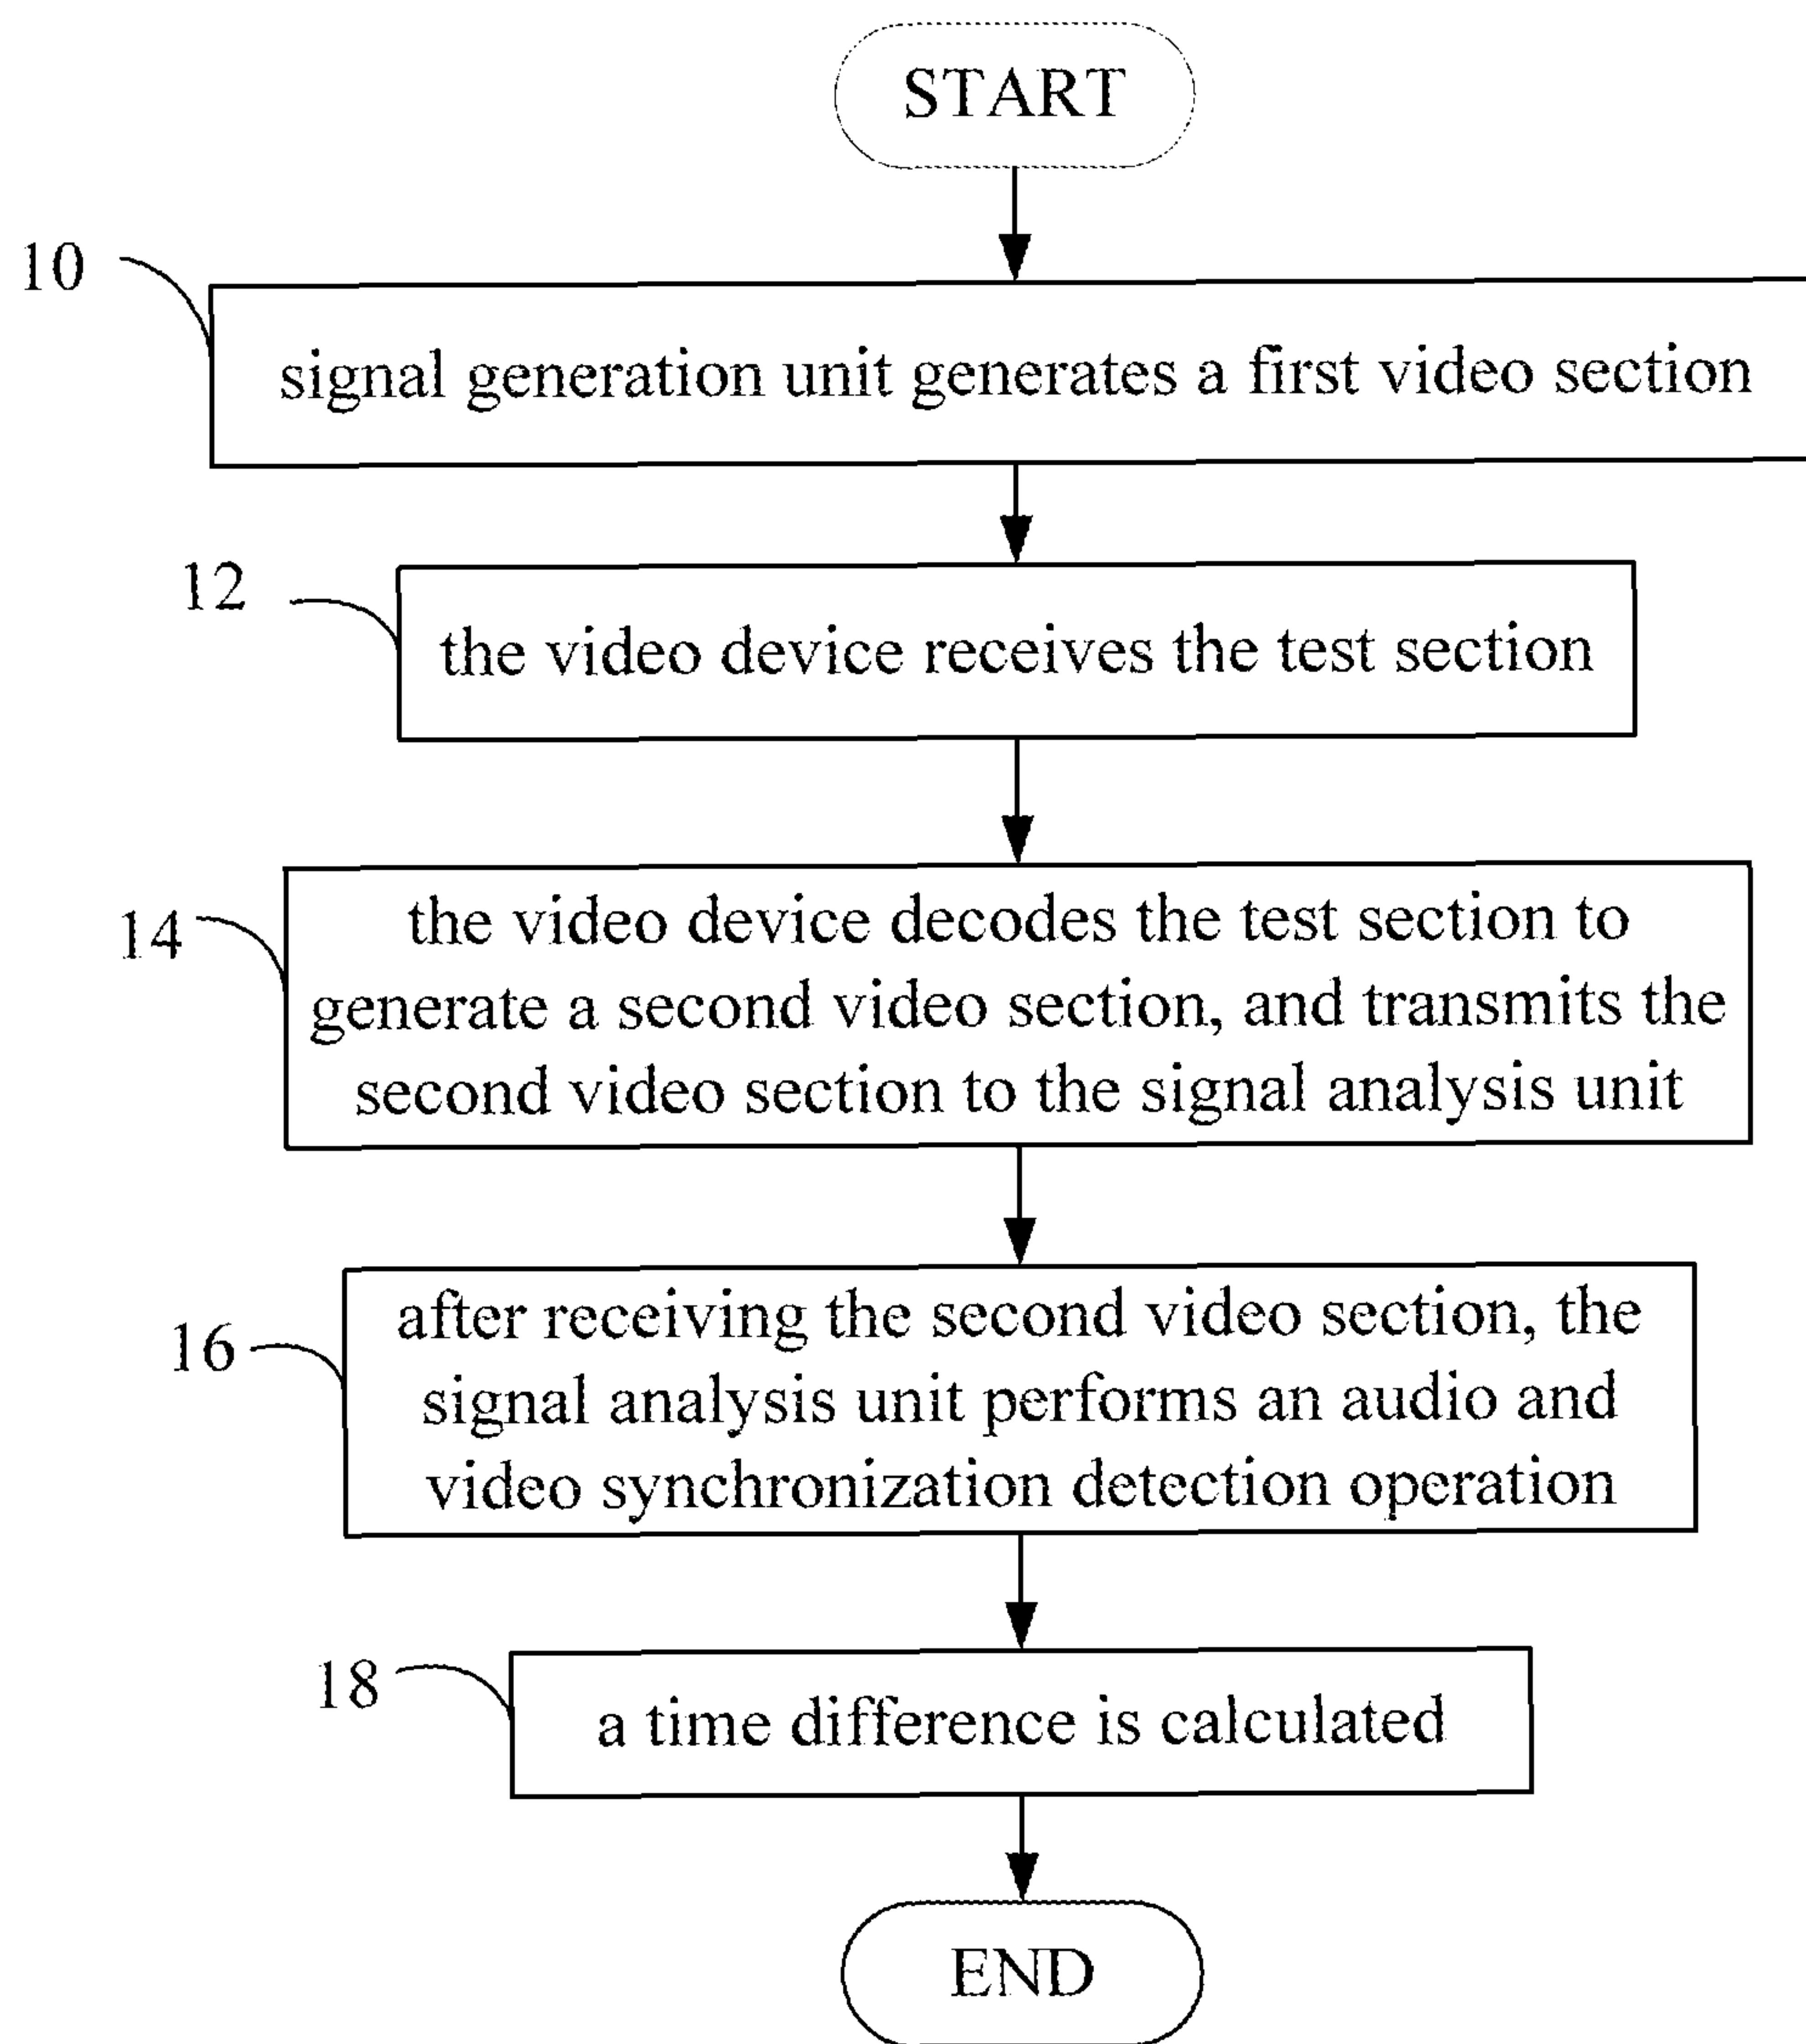 START
10
signal generation unit generates a first video section
12
the video device receives the test section
14
the video device decodes the test section to
generate a second video section, and transmits the
second video section to the signal analysis unit
16
after receiving the second video section, the
signal analysis unit performs an audio and
video synchronization detection operation
18
a time difference is calculated
END